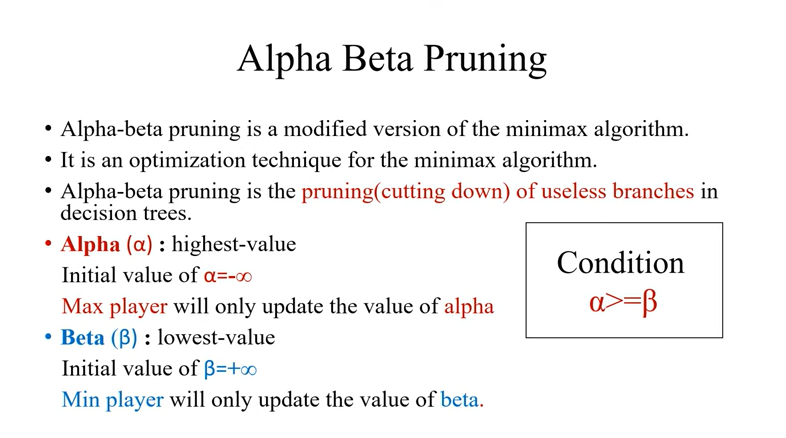 Alpha Beta Pruning
• Alpha-beta pruning is a modified version of the minimax algorithm.
• It is an optimization technique for the minimax algorithm.
• Alpha-beta pruning is the pruning(cutting down) of useless branches in
decision trees.
• Alpha (α) : highest-value
Initial value of α=-∞
Max player will only update the value of alpha
• Beta (β) : lowest-value
Initial value of β=+∞
Min player will only update the value of beta.
Condition
α>=β